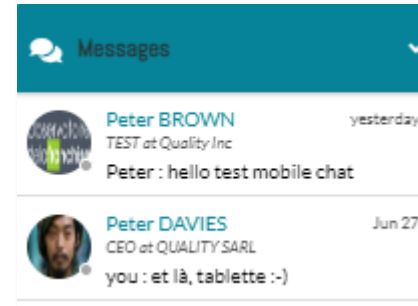 Messages
Peter BROWN
yesterday
TEST at Quality Inc
Peter : hello test mobile chat
Peter DAVIES
Jun 27
CEO at QUALITY SARL
you : et là, tablette :-)